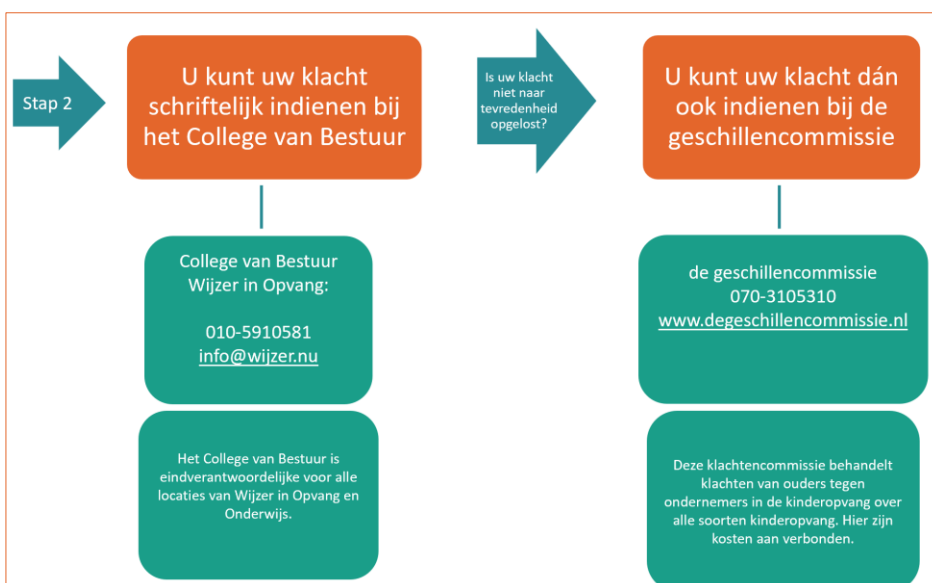 Stap 2
U kunt uw klacht
schriftelijk indienen bij
het College van Bestuur
Is uw klacht
niet naar
tevredenheid
opgelost?
U kunt uw klacht dán
ook indienen bij de
geschillencommissie
College van Bestuur
Wijzer in Opvang:
010-5910581
info@wijzer.nu
de geschillencommissie
070-3105310
www.degeschillencommissie.nl
Het College van Bestuur is
eindverantwoordelijke voor alle
locaties van Wijzer in Opvang en
Onderwijs.
Deze klachtencommissie behandelt
klachten van ouders tegen
ondernemers in de kinderopvang over
alle soorten kinderopvang. Hier zijn
kosten aan verbonden.